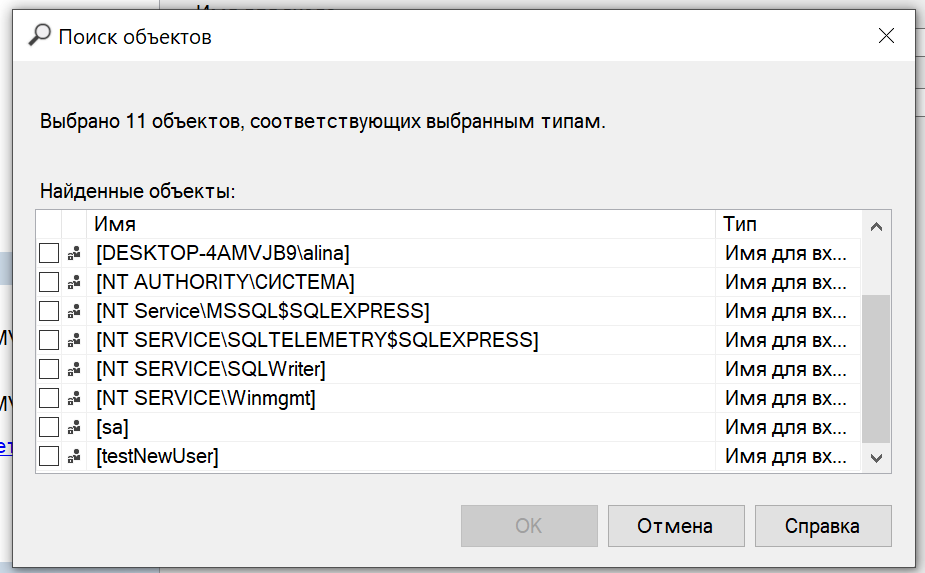 Поиск объектов
Выбрано 11 объектов, соответствующих выбранным типам.
Найденные объекты:
Имя Тип
[DESKTOP-4AMVJB9\alina] Имя для вх...
[NT AUTHORITY\СИСТЕМА] Имя для вх...
[NT Service\MSSQL$SQLEXPRESS] Имя для вх...
[NT SERVICE\SQLTELEMETRY$SQLEXPRESS] Имя для вх...
[NT SERVICE\SQLWriter] Имя для вх...
[NT SERVICE\Winmgmt] Имя для вх...
[sa] Имя для вх...
[testNewUser] Имя для вх...
OK Отмена Справка